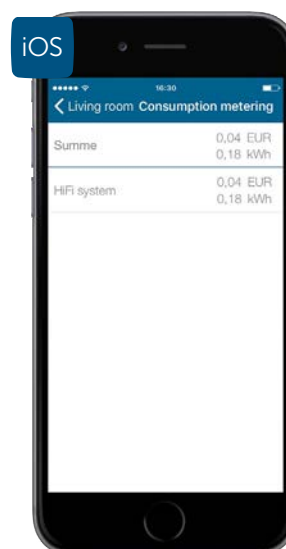 iOS
16:30
Living room Consumption metering
Summe
0,04 EUR
0,18 kWh
HiFi system
0,04 EUR
0,18 kWh